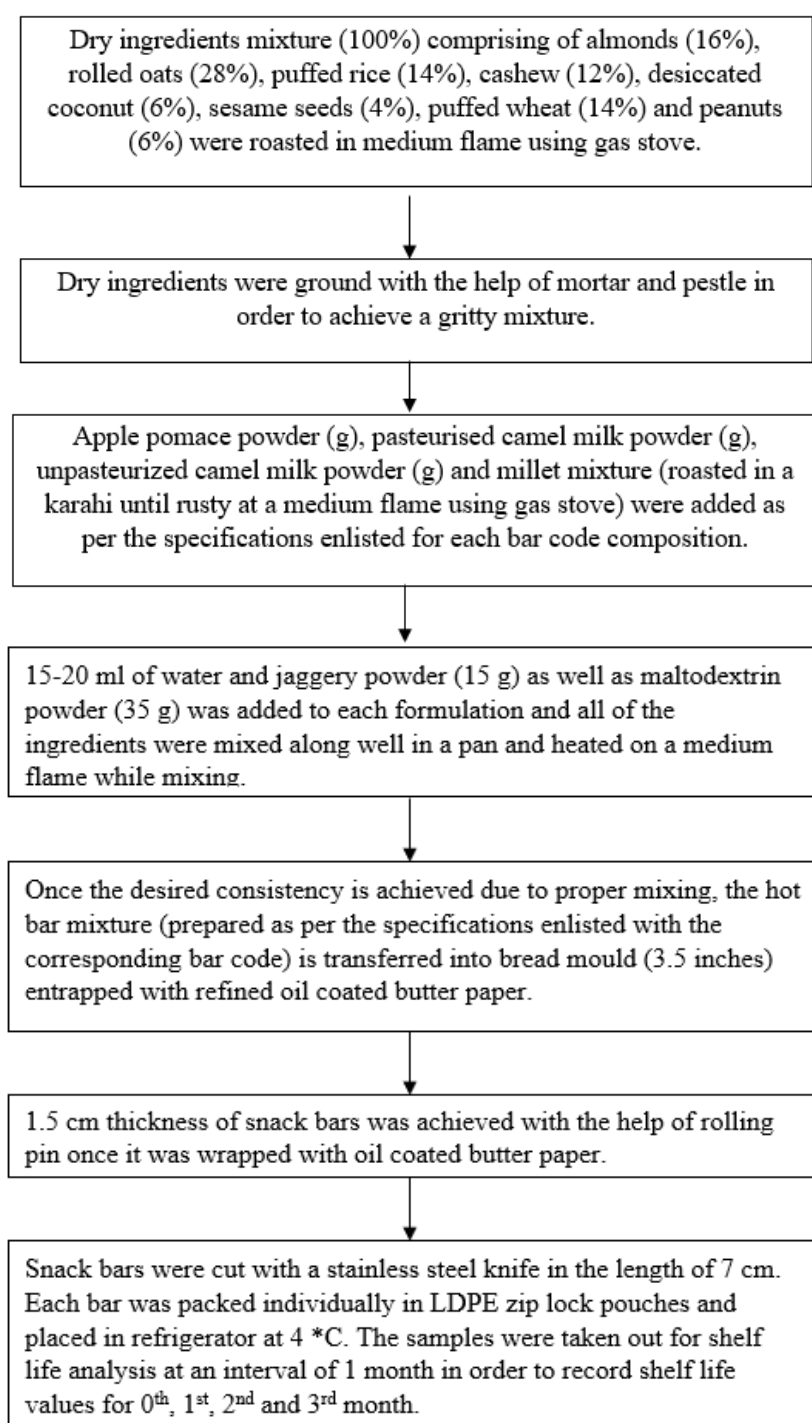 Dry ingredients mixture (100%) comprising of almonds (16%),
rolled oats (28%), puffed rice (14%), cashew (12%), desiccated
coconut (6%), sesame seeds (4%), puffed wheat (14%) and peanuts
(6%) were roasted in medium flame using gas stove.
Dry ingredients were ground with the help of mortar and pestle in
order to achieve a gritty mixture.
Apple pomace powder (g), pasteurised camel milk powder (g),
unpasteurized camel milk powder (g) and millet mixture (roasted in a
karahi until rusty at a medium flame using gas stove) were added as
per the specifications enlisted for each bar code composition.
15-20 ml of water and jaggery powder (15 g) as well as maltodextrin
powder (35 g) was added to each formulation and all of the
ingredients were mixed along well in a pan and heated on a medium
flame while mixing.
Once the desired consistency is achieved due to proper mixing, the hot
bar mixture (prepared as per the specifications enlisted with the
corresponding bar code) is transferred into bread mould (3.5 inches)
entrapped with refined oil coated butter paper.
1.5 cm thickness of snack bars was achieved with the help of rolling
pin once it was wrapped with oil coated butter paper.
Snack bars were cut with a stainless steel knife in the length of 7 cm.
Each bar was packed individually in LDPE zip lock pouches and
placed in refrigerator at 4 *C. The samples were taken out for shelf
life analysis at an interval of 1 month in order to record shelf life
values for 0th, 1st, 2nd and 3rd month.